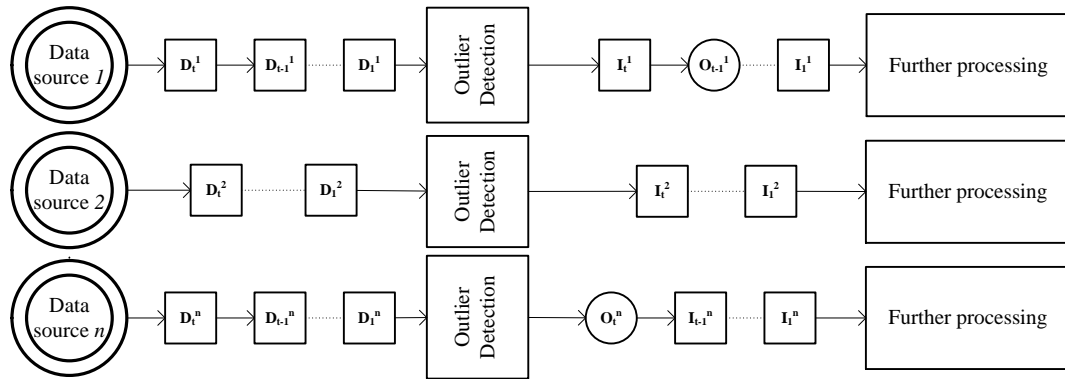 Data
source 1
D_t^1
D_{t-1}^1
D_1^1
Outlier
Detection
I_t^1
O_{t-1}^1
I_1^1
Further processing
Data
source 2
D_t^2
D_1^2
Outlier
Detection
I_t^2
I_1^2
Further processing
Data
source n
D_t^n
D_{t-1}^n
D_1^n
Outlier
Detection
O_t^n
I_{t-1}^n
I_1^n
Further processing